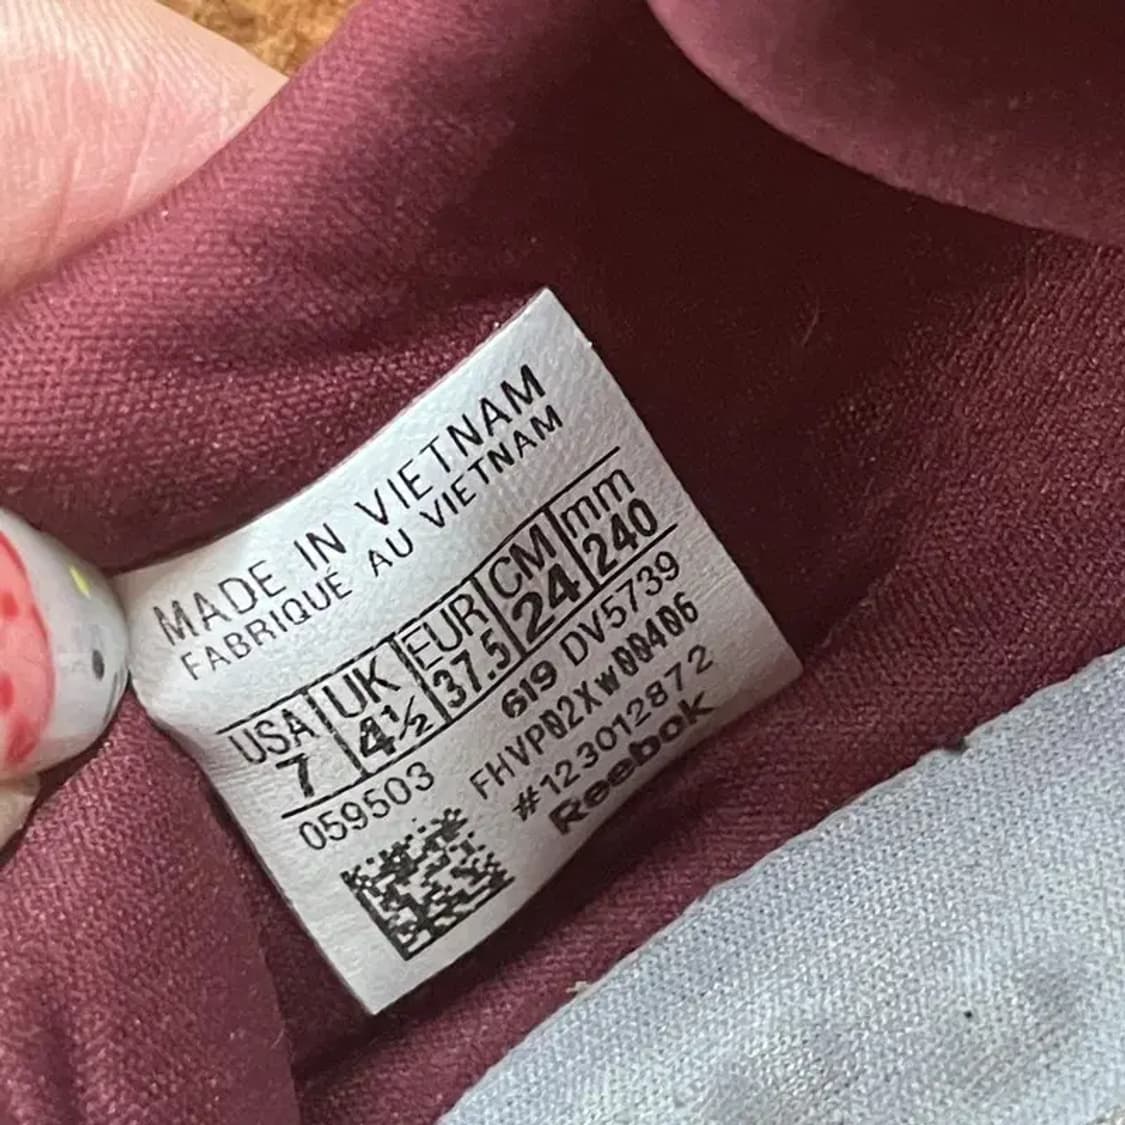 MADE IN VIETNAM
FABRIQUÉ AU VIETNAM
USA UK EUR CM mm
7 4½ 37.5 24 240
059503 619 DV5739
FHVP02XW00406
#123012872
Reebok